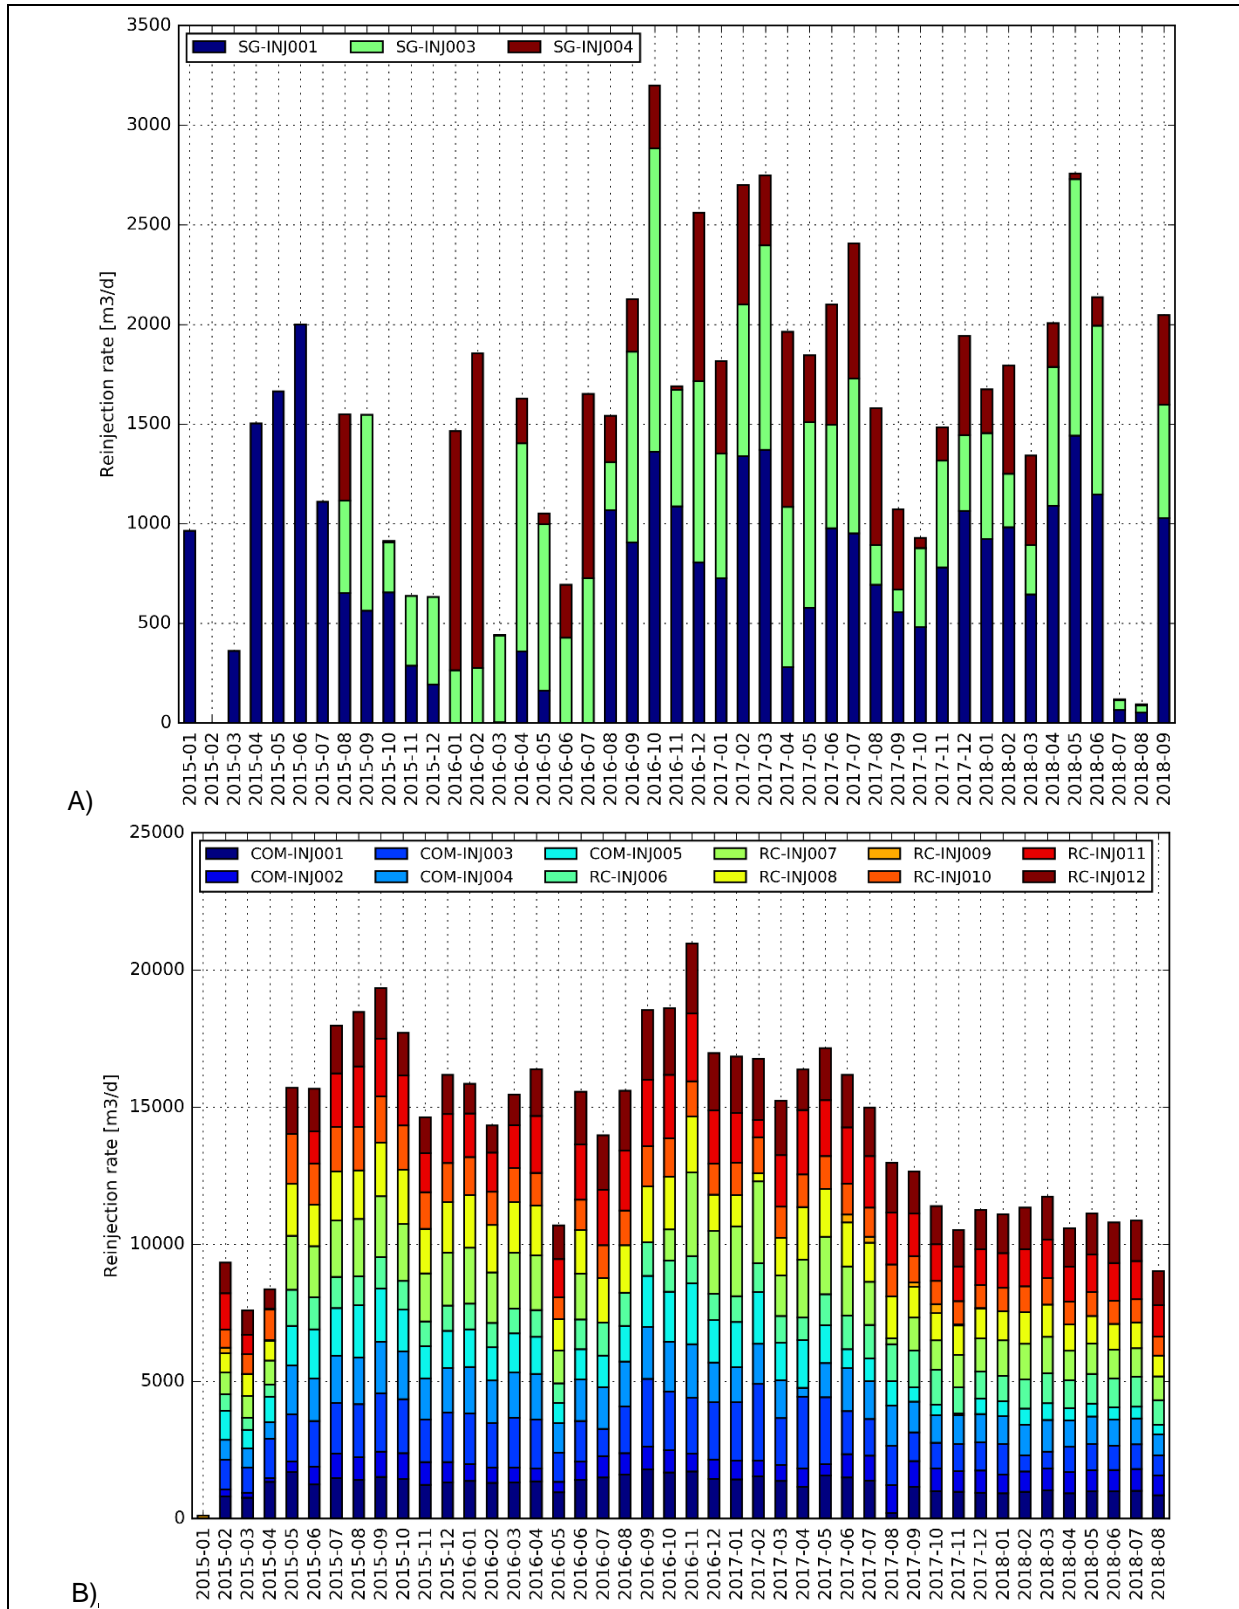 SG-INJ001 SG-INJ003 SG-INJ004
3500
3000
2500
2000
1500
1000
500
0
Reinjection rate [m3/d]
2015-01 2015-02 2015-03 2015-04 2015-05 2015-06 2015-07 2015-08 2015-09 2015-10 2015-11 2015-12 2016-01 2016-02 2016-03 2016-04 2016-05 2016-06 2016-07 2016-08 2016-09 2016-10 2016-11 2016-12 2017-01 2017-02 2017-03 2017-04 2017-05 2017-06 2017-07 2017-08 2017-09 2017-10 2017-11 2017-12 2018-01 2018-02 2018-03 2018-04 2018-05 2018-06 2018-07 2018-08 2018-09
A)
COM-INJ001 COM-INJ003 COM-INJ005 RC-INJ007 RC-INJ009 RC-INJ011
COM-INJ002 COM-INJ004 RC-INJ006 RC-INJ008 RC-INJ010 RC-INJ012
25000
20000
15000
10000
5000
0
Reinjection rate [m3/d]
2015-01 2015-02 2015-03 2015-04 2015-05 2015-06 2015-07 2015-08 2015-09 2015-10 2015-11 2015-12 2016-01 2016-02 2016-03 2016-04 2016-05 2016-06 2016-07 2016-08 2016-09 2016-10 2016-11 2016-12 2017-01 2017-02 2017-03 2017-04 2017-05 2017-06 2017-07 2017-08 2017-09 2017-10 2017-11 2017-12 2018-01 2018-02 2018-03 2018-04 2018-05 2018-06 2018-07 2018-08
B)